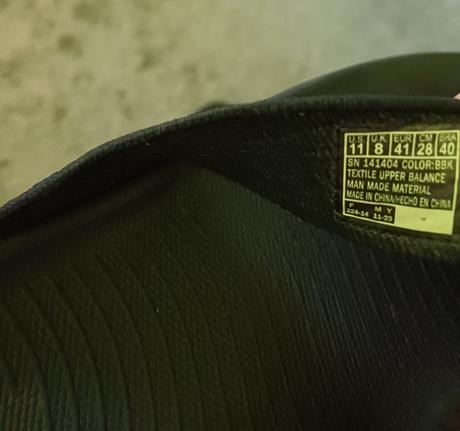 U.S. U.K. EUR CM BRA
11 8 41 28 40
SN 141404 COLOR:BBK
TEXTILE UPPER BALANCE
MAN MADE MATERIAL
MADE IN CHINA/HECHO EN CHINA
F M Y
224-14 11-23